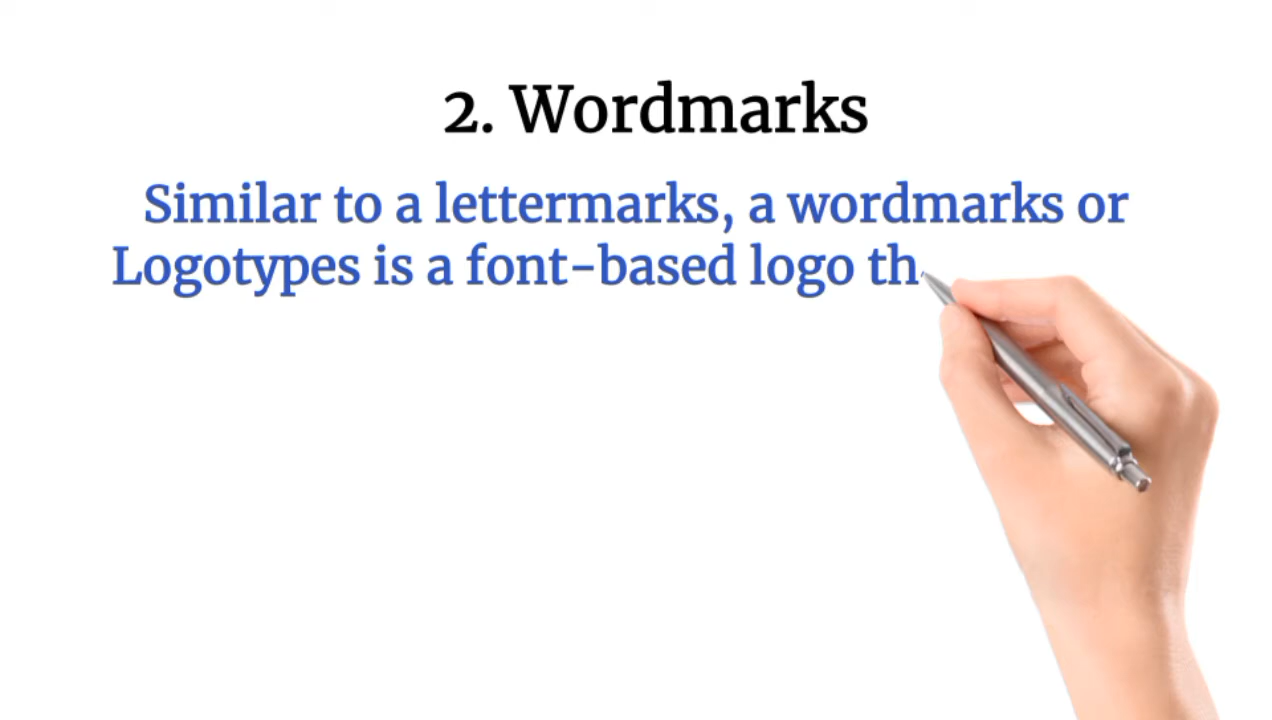 2. Wordmarks
Similar to a lettermarks, a wordmarks or
Logotypes is a font-based logo th